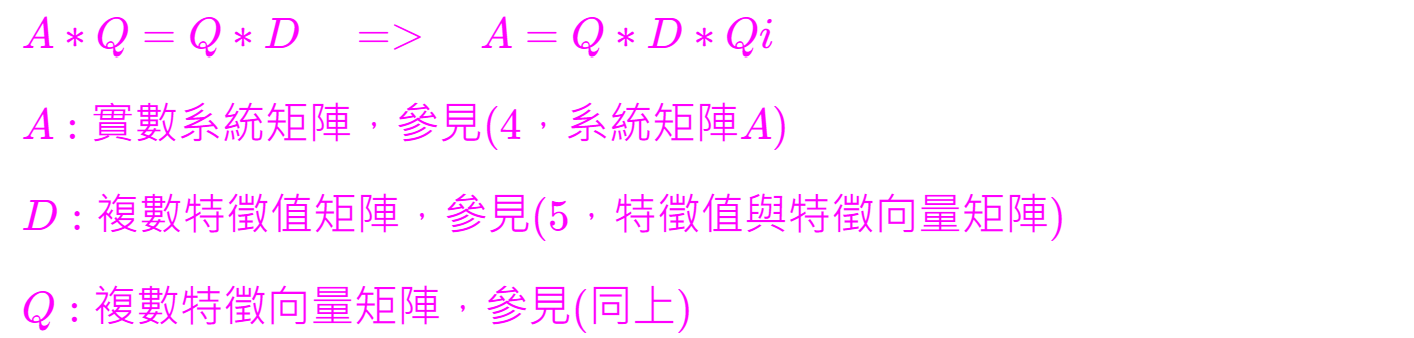 A ∗ Q = Q ∗ D => A = Q ∗ D ∗ Qi
A : 實數系統矩陣，參見(4，系統矩陣A)
D : 複數特徵值矩陣，參見(5，特徵值與特徵向量矩陣)
Q : 複數特徵向量矩陣，參見(同上)